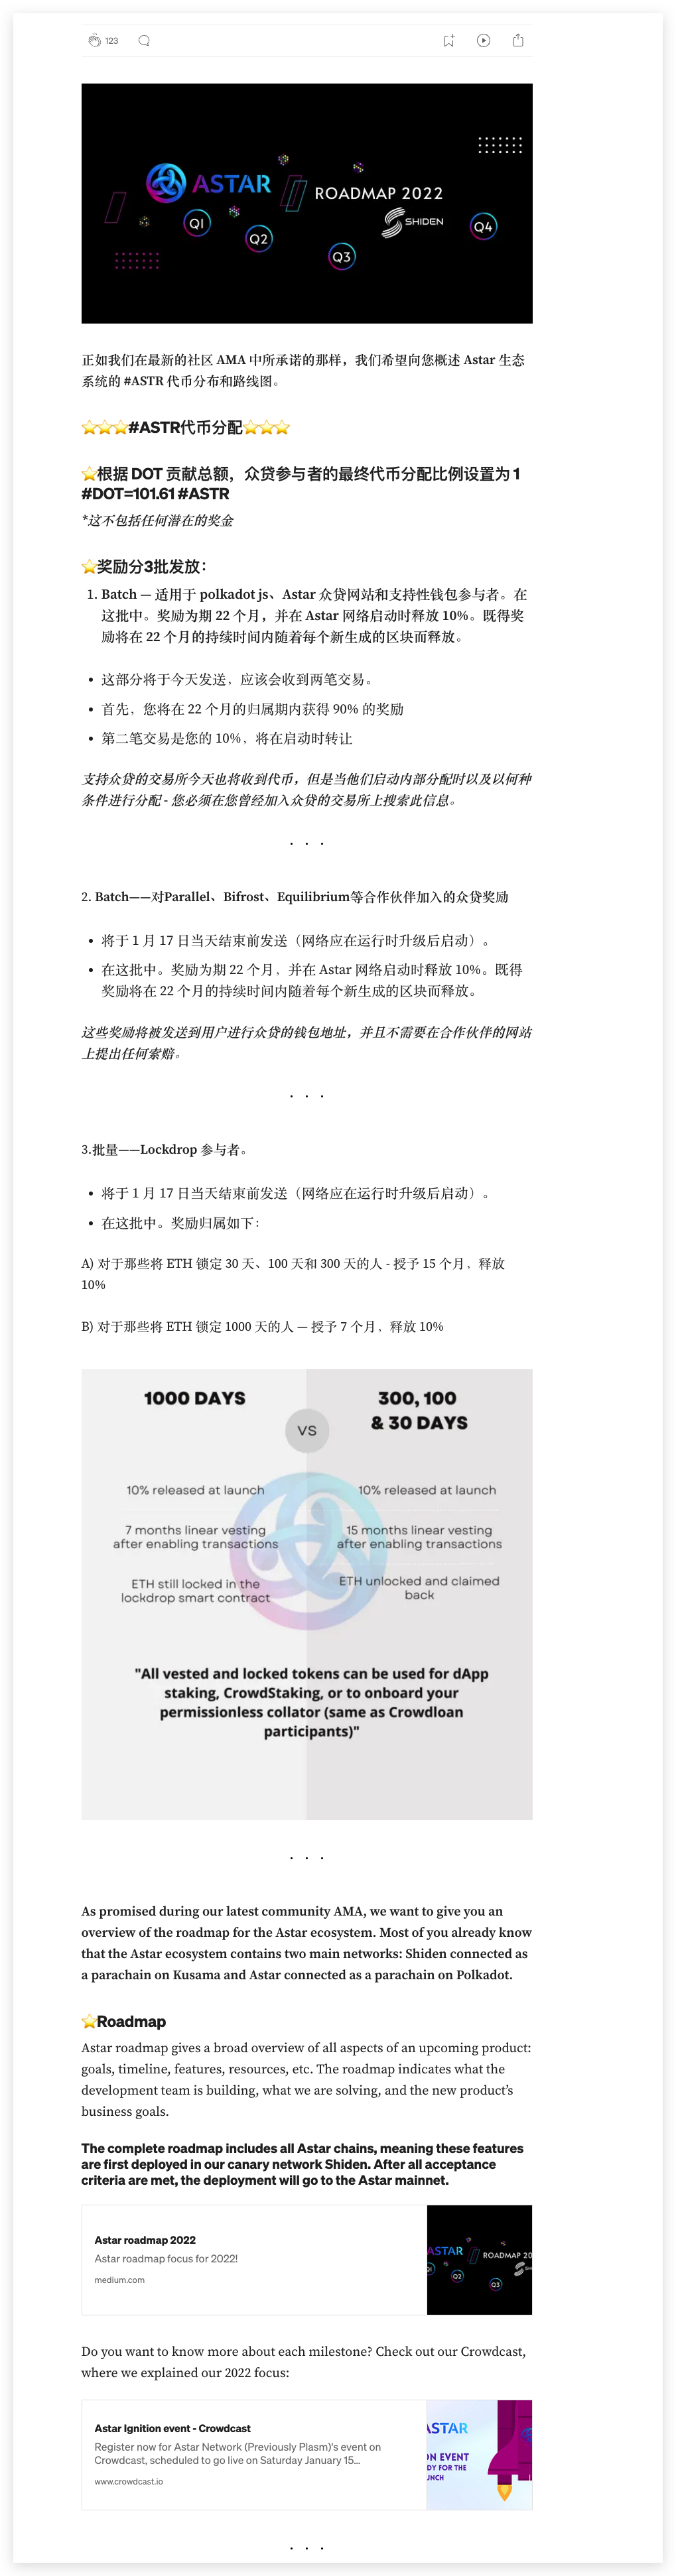 123
ASTAR
ROADMAP 2022
SHIDEN
Q1
Q2
Q3
Q4
正如我们在最新的社区 AMA 中所承诺的那样，我们希望向您概述 Astar 生态
系统的 #ASTR 代币分布和路线图。
⭐⭐⭐#ASTR代币分配⭐⭐⭐
⭐根据 DOT 贡献总额，众贷参与者的最终代币分配比例设置为 1
#DOT=101.61 #ASTR
*这不包括任何潜在的奖金
⭐奖励分3批发放：
1. Batch — 适用于 polkadot js、Astar 众贷网站和支持性钱包参与者。在
这批中。奖励为期 22 个月，并在 Astar 网络启动时释放 10%。既得奖
励将在 22 个月的持续时间内随着每个新生成的区块而释放。
• 这部分将于今天发送，应该会收到两笔交易。
• 首先，您将在 22 个月的归属期内获得 90% 的奖励
• 第二笔交易是您的 10%，将在启动时转让
支持众贷的交易所今天也将收到代币，但是当他们启动内部分配时以及以何种
条件进行分配 - 您必须在您曾经加入众贷的交易所上搜索此信息。
. . .
2. Batch——对Parallel、Bifrost、Equilibrium等合作伙伴加入的众贷奖励
• 将于 1 月 17 日当天结束前发送（网络应在运行时升级后启动）。
• 在这批中。奖励为期 22 个月，并在 Astar 网络启动时释放 10%。既得
奖励将在 22 个月的持续时间内随着每个新生成的区块而释放。
这些奖励将被发送到用户进行众贷的钱包地址，并且不需要在合作伙伴的网站
上提出任何索赔。
. . .
3.批量——Lockdrop 参与者。
• 将于 1 月 17 日当天结束前发送（网络应在运行时升级后启动）。
• 在这批中。奖励归属如下：
A) 对于那些将 ETH 锁定 30 天、100 天和 300 天的人 - 授予 15 个月，释放
10%
B) 对于那些将 ETH 锁定 1000 天的人 — 授予 7 个月，释放 10%
1000 DAYS
VS
300, 100
& 30 DAYS
10% released at launch
10% released at launch
7 months linear vesting
after enabling transactions
15 months linear vesting
after enabling transactions
ETH still locked in the
lockdrop smart contract
ETH unlocked and claimed
back
"All vested and locked tokens can be used for dApp
staking, CrowdStaking, or to onboard your
permissionless collator (same as Crowdloan
participants)"
. . .
As promised during our latest community AMA, we want to give you an
overview of the roadmap for the Astar ecosystem. Most of you already know
that the Astar ecosystem contains two main networks: Shiden connected as
a parachain on Kusama and Astar connected as a parachain on Polkadot.
⭐Roadmap
Astar roadmap gives a broad overview of all aspects of an upcoming product:
goals, timeline, features, resources, etc. The roadmap indicates what the
development team is building, what we are solving, and the new product’s
business goals.
The complete roadmap includes all Astar chains, meaning these features
are first deployed in our canary network Shiden. After all acceptance
criteria are met, the deployment will go to the Astar mainnet.
Astar roadmap 2022
Astar roadmap focus for 2022!
medium.com
ASTAR
ROADMAP 20
Q1
Q2
Q3
SH
Do you want to know more about each milestone? Check out our Crowdcast,
where we explained our 2022 focus:
Astar Ignition event - Crowdcast
Register now for Astar Network (Previously Plasm)'s event on
Crowdcast, scheduled to go live on Saturday January 15...
www.crowdcast.io
ASTAR
ON EVENT
DY FOR THE
UNCH
. . .